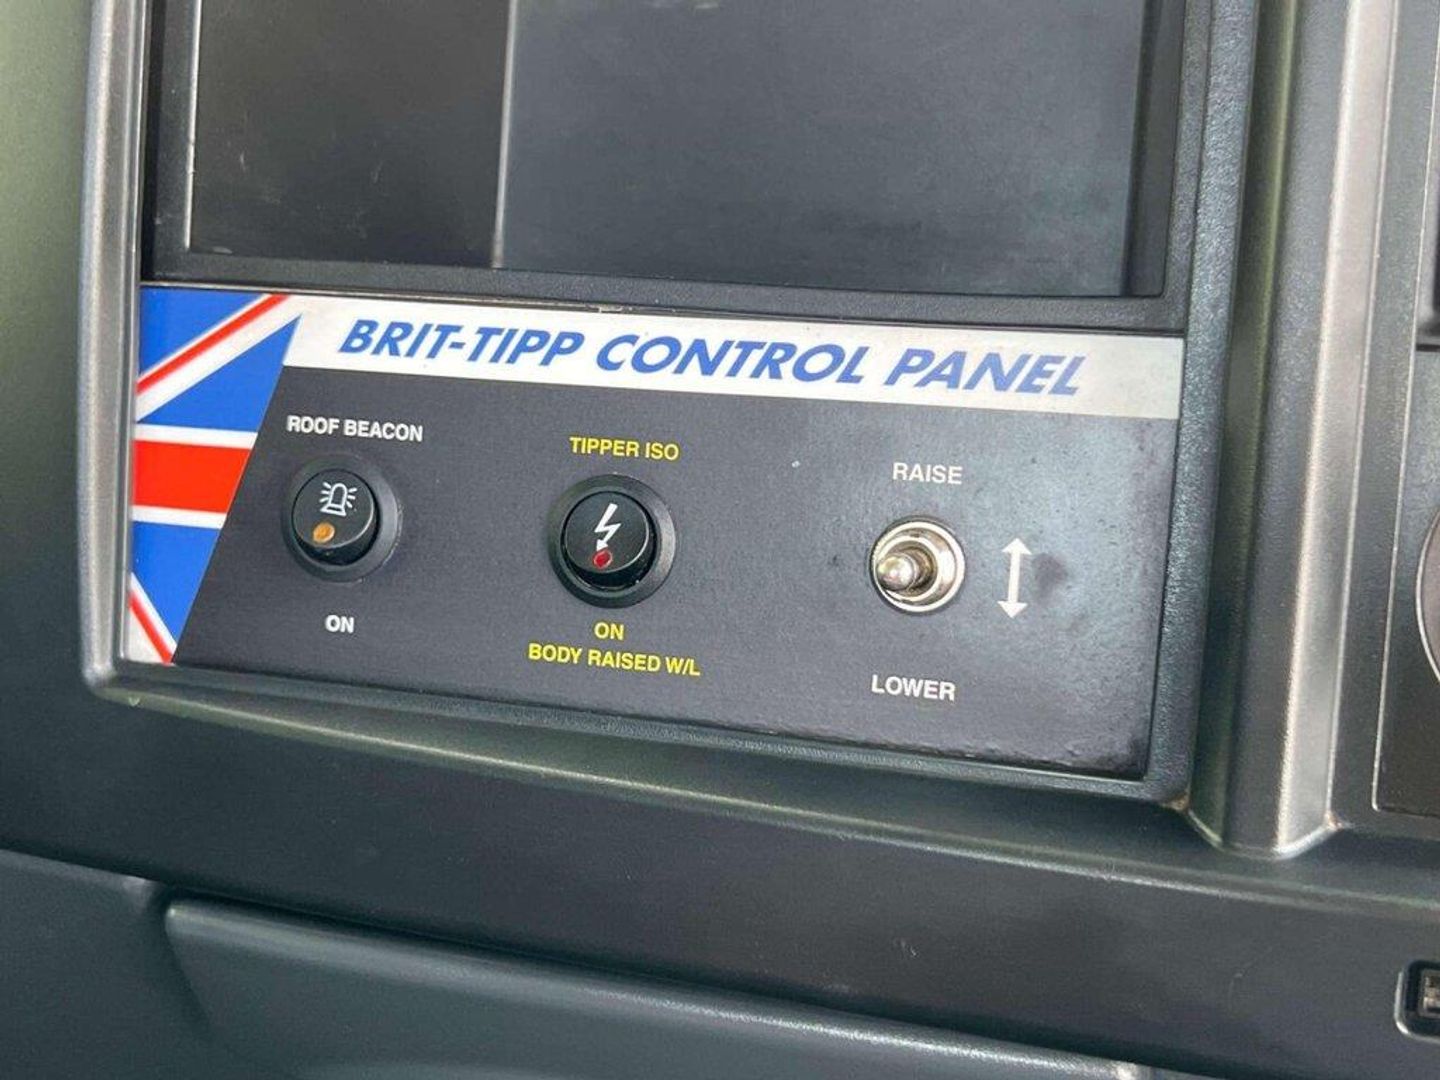 BRIT-TIPP CONTROL PANEL
ROOF BEACON
ON
TIPPER ISO
ON
BODY RAISED W/L
RAISE
LOWER